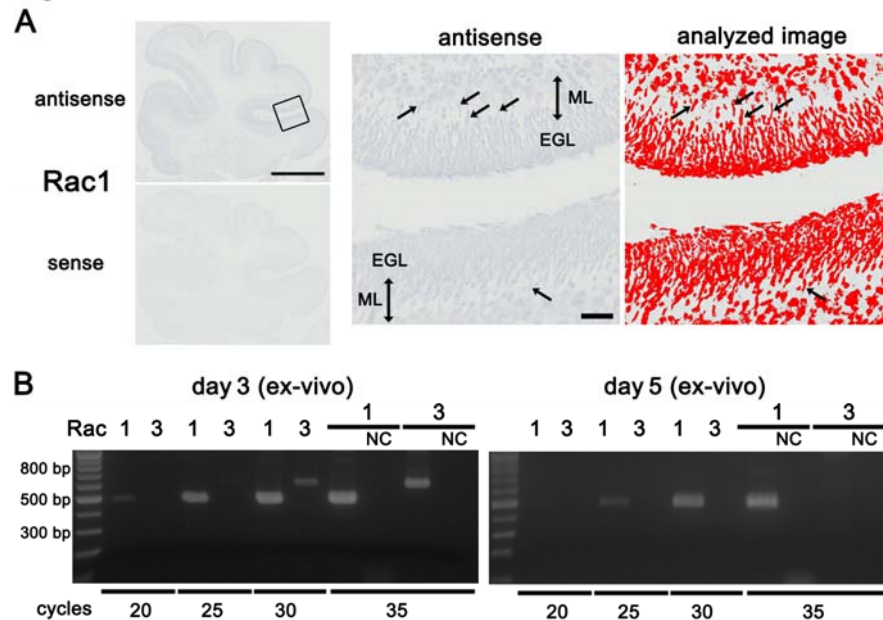 A
antisense
Rac1
sense
antisense
ML
EGL
EGL
ML
analyzed image
B
day 3 (ex-vivo)
Rac 1 3 1 3 1 3 1 NC 3 NC
800 bp
500 bp
300 bp
cycles 20 25 30 35
day 5 (ex-vivo)
1 3 1 3 1 3 1 NC 3 NC
20 25 30 35